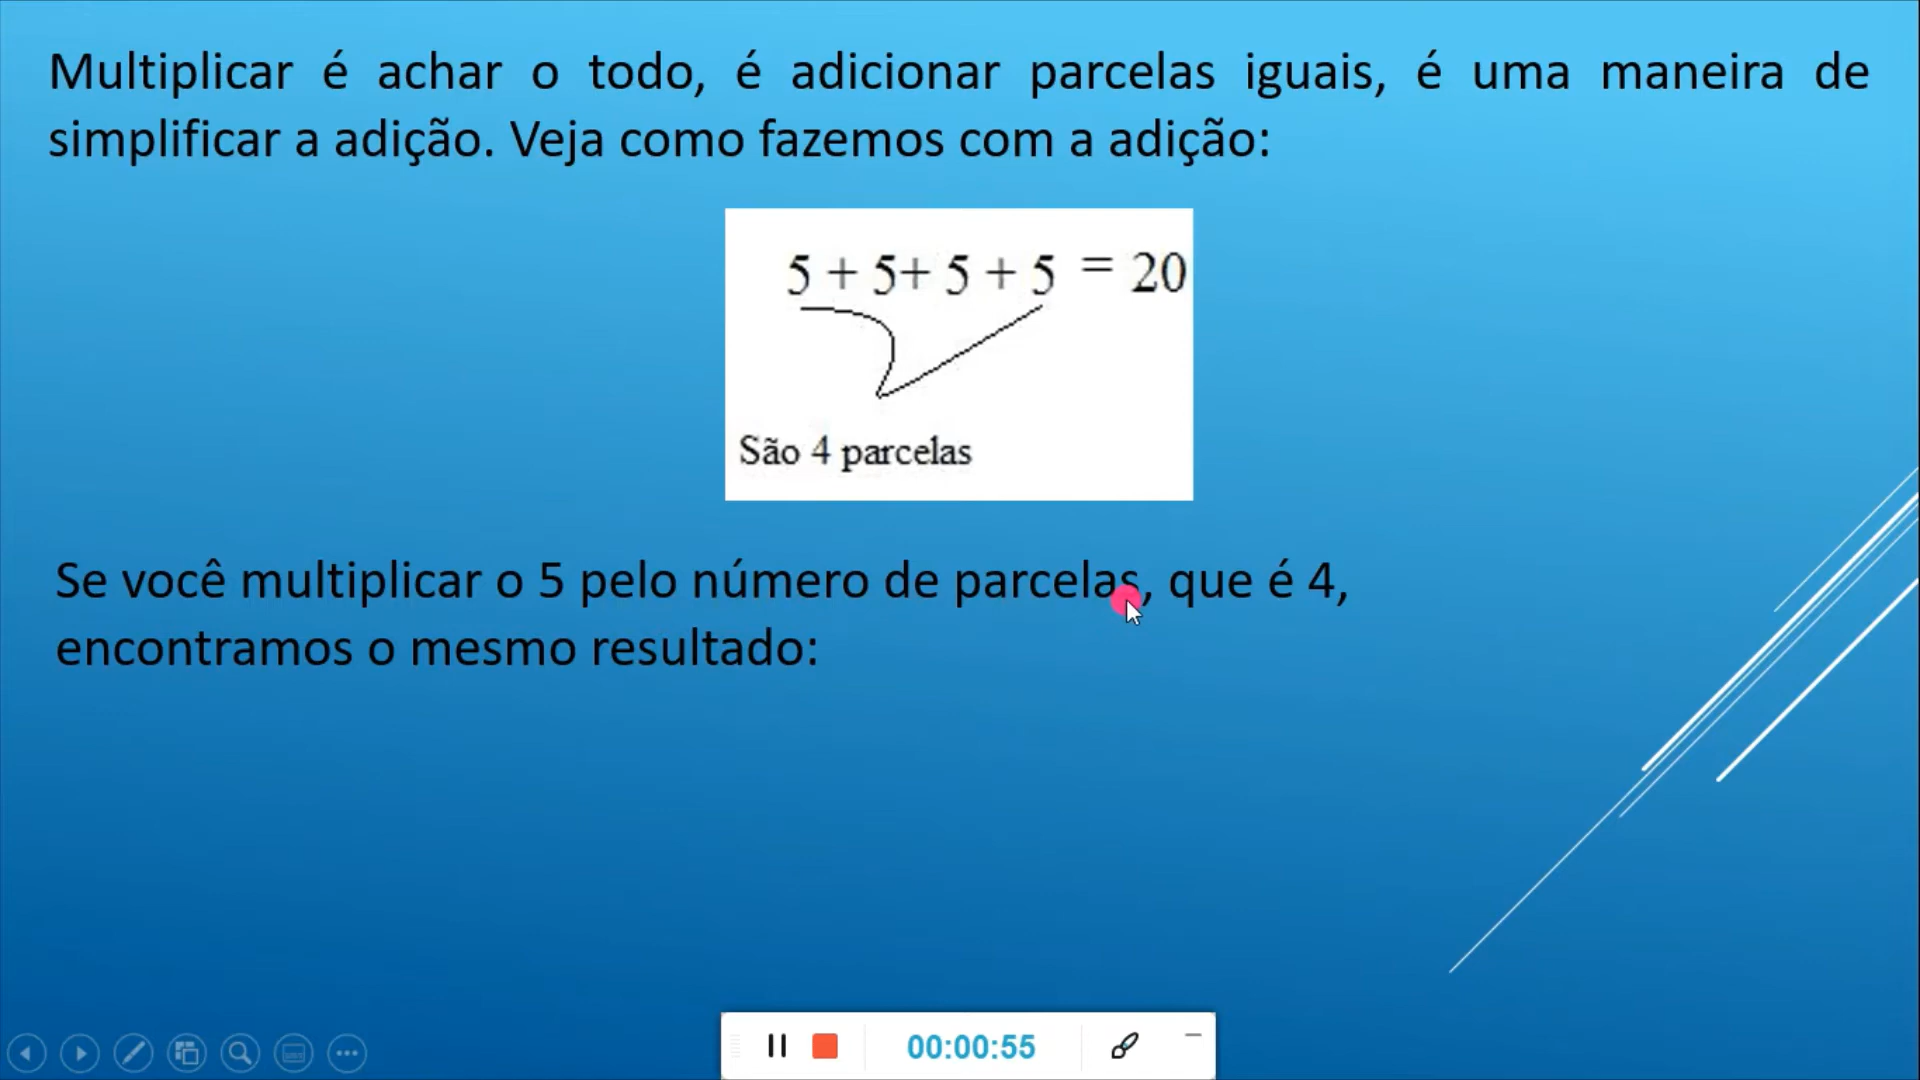 Multiplicar é achar o todo, é adicionar parcelas iguais, é uma maneira de
simplificar a adição. Veja como fazemos com a adição:
5 + 5+ 5 + 5 = 20
São 4 parcelas
Se você multiplicar o 5 pelo número de parcelas, que é 4,
encontramos o mesmo resultado:
00:00:55